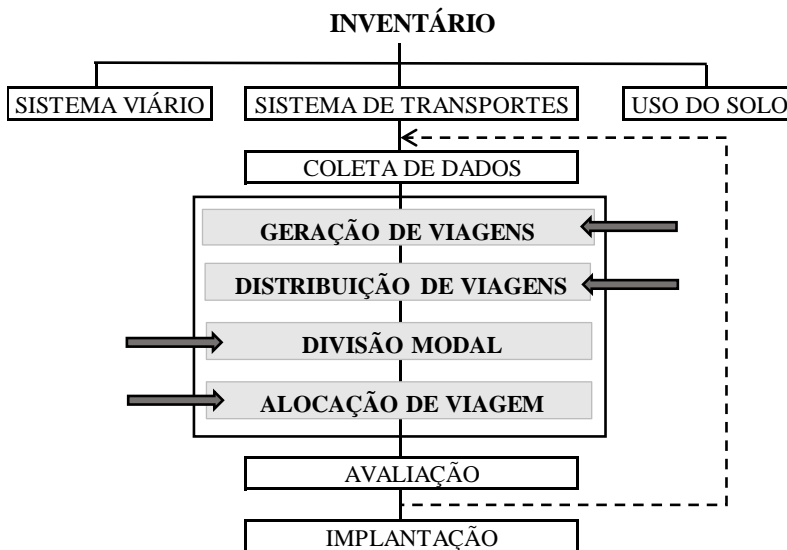 INVENTÁRIO
SISTEMA VIÁRIO
SISTEMA DE TRANSPORTES
USO DO SOLO
COLETA DE DADOS
GERAÇÃO DE VIAGENS
DISTRIBUIÇÃO DE VIAGENS
DIVISÃO MODAL
ALOCAÇÃO DE VIAGEM
AVALIAÇÃO
IMPLANTAÇÃO